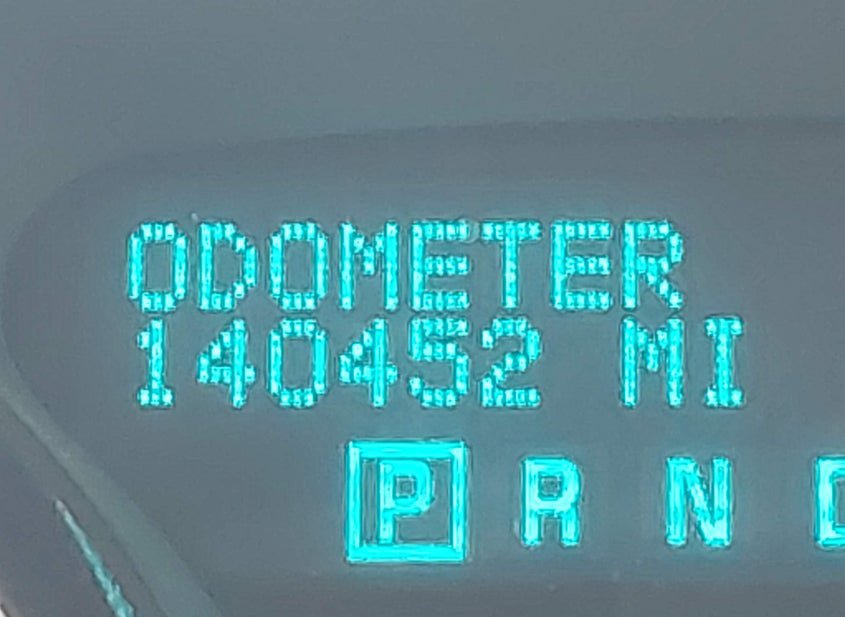 ODOMETER
140452 MI
P R N